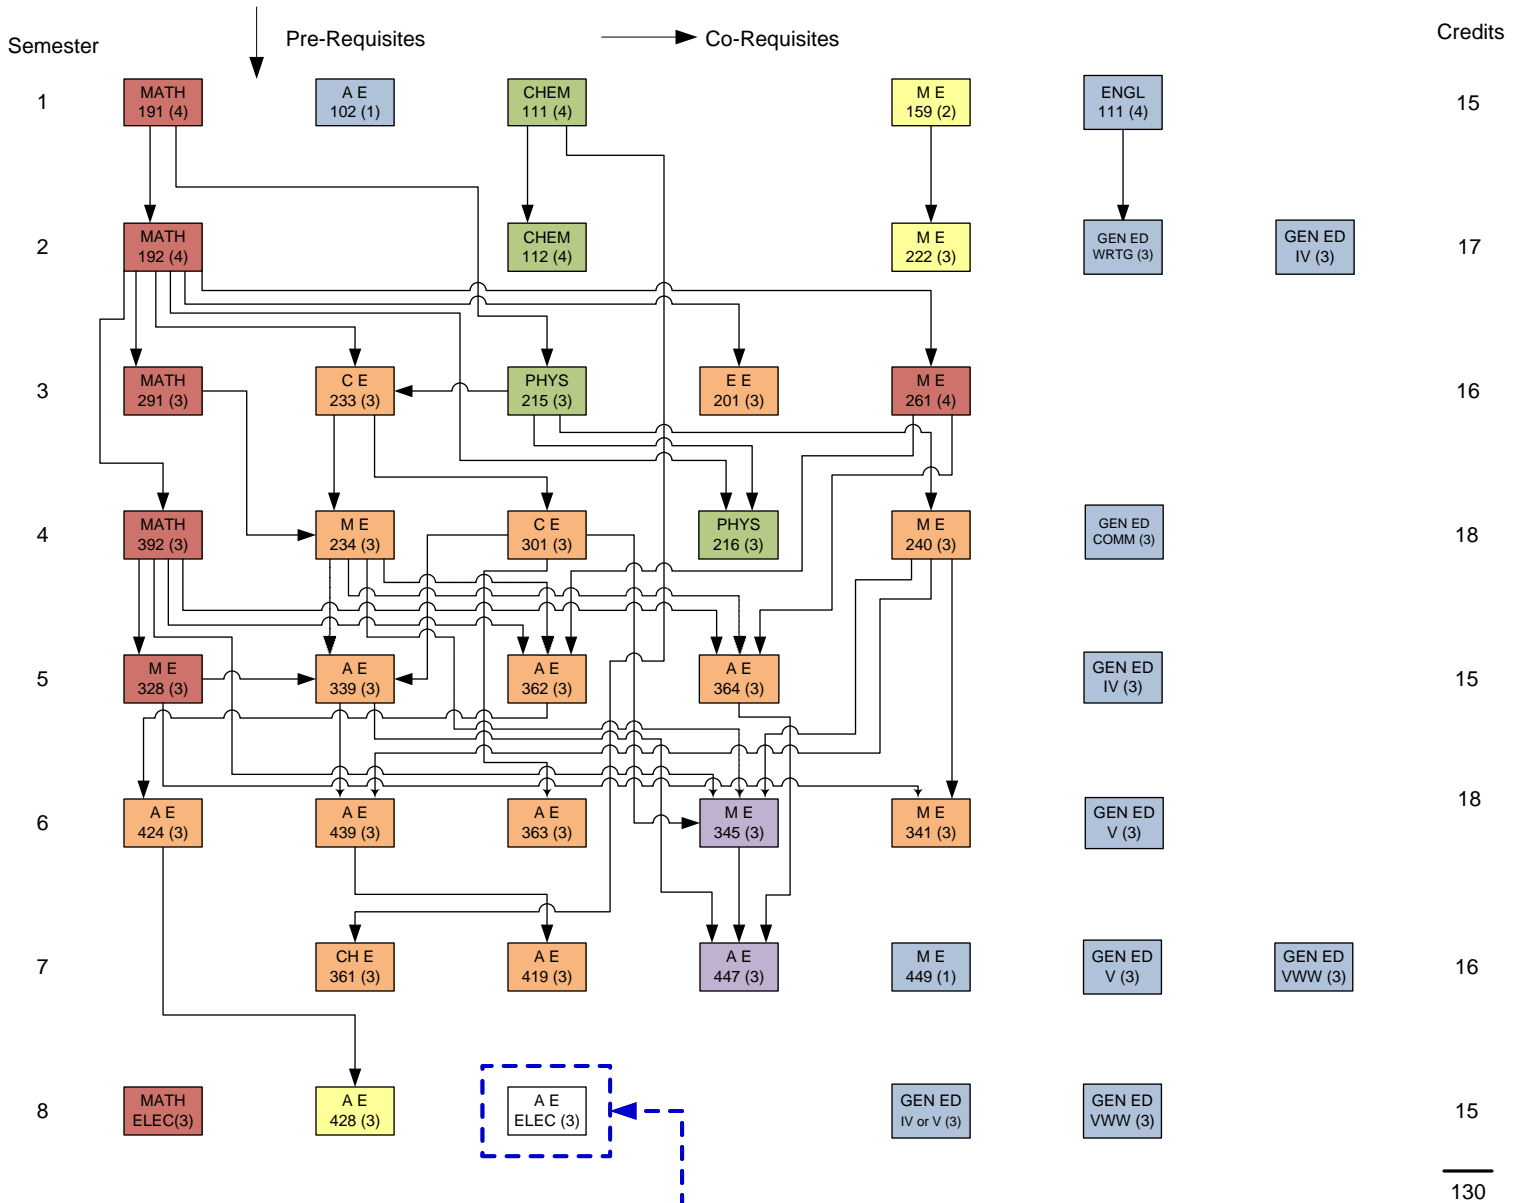 Pre-Requisites
Co-Requisites
Semester
Credits
1
MATH
191 (4)
A E
102 (1)
CHEM
111 (4)
M E
159 (2)
ENGL
111 (4)
15
2
MATH
192 (4)
CHEM
112 (4)
M E
222 (3)
GEN ED
WRTG (3)
GEN ED
IV (3)
17
3
MATH
291 (3)
C E
233 (3)
PHYS
215 (3)
E E
201 (3)
M E
261 (4)
16
4
MATH
392 (3)
M E
234 (3)
C E
301 (3)
PHYS
216 (3)
M E
240 (3)
GEN ED
COMM (3)
18
5
M E
328 (3)
A E
339 (3)
A E
362 (3)
A E
364 (3)
GEN ED
IV (3)
15
6
A E
424 (3)
A E
439 (3)
A E
363 (3)
M E
345 (3)
M E
341 (3)
GEN ED
V (3)
18
7
CH E
361 (3)
A E
419 (3)
A E
447 (3)
M E
449 (1)
GEN ED
V (3)
GEN ED
VWW (3)
16
8
MATH
ELEC(3)
A E
428 (3)
A E
ELEC (3)
GEN ED
IV or V (3)
GEN ED
VWW (3)
15
130